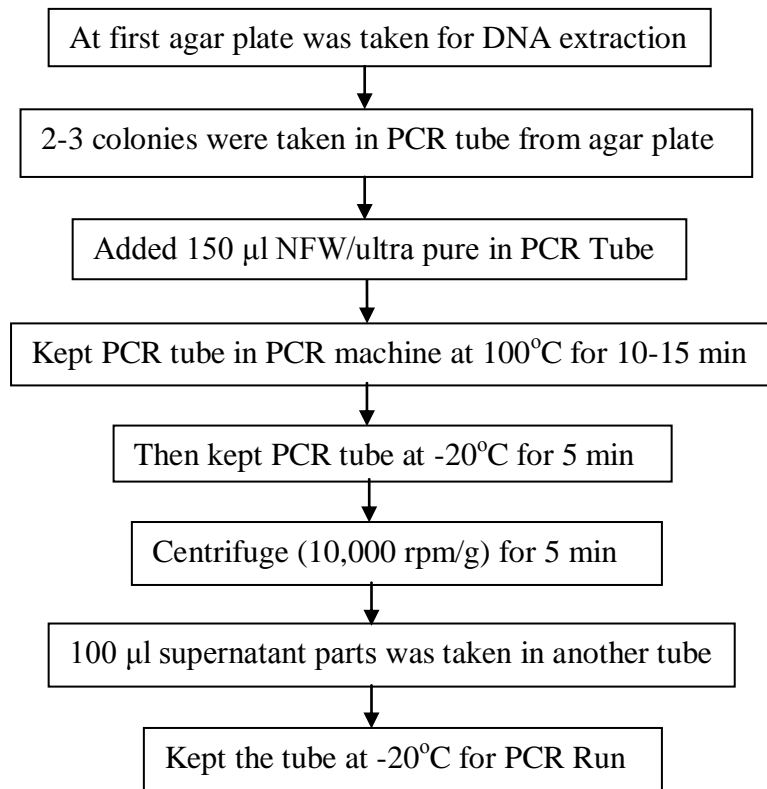 At first agar plate was taken for DNA extraction
2-3 colonies were taken in PCR tube from agar plate
Added 150 μl NFW/ultra pure in PCR Tube
Kept PCR tube in PCR machine at 100°C for 10-15 min
Then kept PCR tube at -20°C for 5 min
Centrifuge (10,000 rpm/g) for 5 min
100 μl supernatant parts was taken in another tube
Kept the tube at -20°C for PCR Run